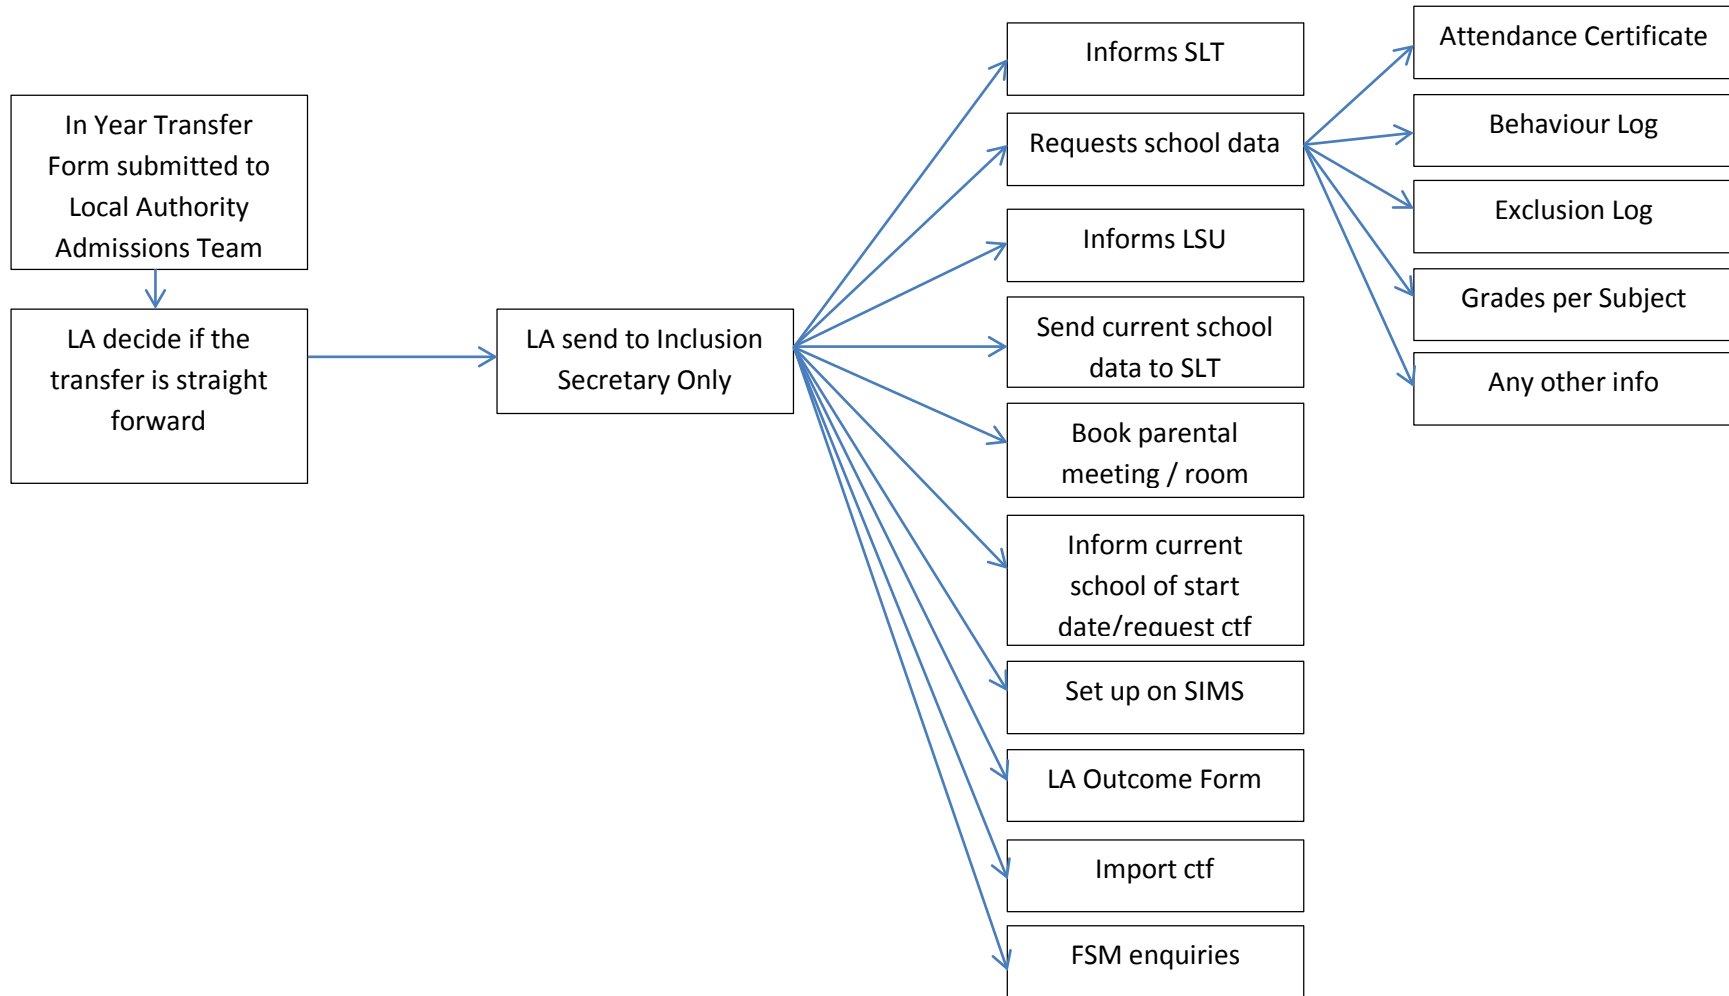 In Year Transfer
Form submitted to
Local Authority
Admissions Team
LA decide if the
transfer is straight
forward
LA send to Inclusion
Secretary Only
Informs SLT
Requests school data
Informs LSU
Send current school
data to SLT
Book parental
meeting / room
Inform current
school of start
date/request ctf
Set up on SIMS
LA Outcome Form
Import ctf
FSM enquiries
Attendance Certificate
Behaviour Log
Exclusion Log
Grades per Subject
Any other info